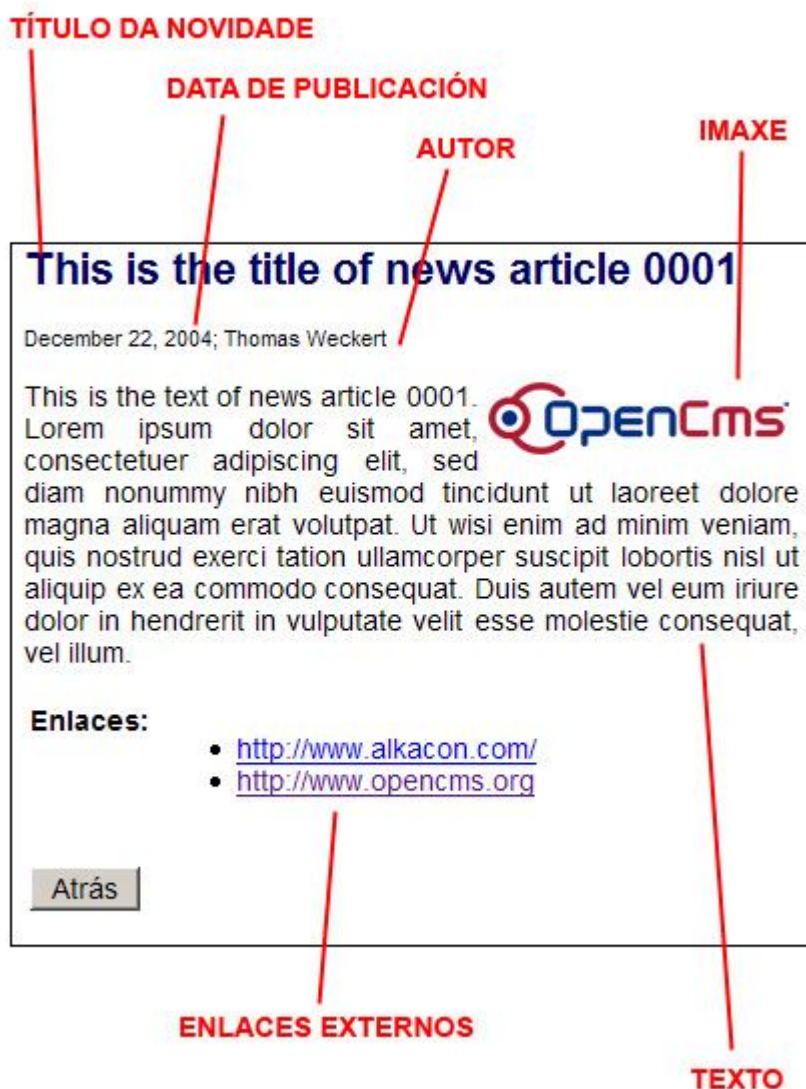 TÍTULO DA NOVIDADE
DATA DE PUBLICACIÓN
AUTOR
IMAXE
This is the title of news article 0001
December 22, 2004; Thomas Weckert
This is the text of news article 0001.
Lorem ipsum dolor sit amet,
consectetuer adipiscing elit, sed
OpenCms
diam nonummy nibh euismod tincidunt ut laoreet dolore
magna aliquam erat volutpat. Ut wisi enim ad minim veniam,
quis nostrud exerci tation ullamcorper suscipit lobortis nisl ut
aliquip ex ea commodo consequat. Duis autem vel eum iriure
dolor in hendrerit in vulputate velit esse molestie consequat,
vel illum.
Enlaces:
• http://www.alkacon.com/
• http://www.opencms.org
Atrás
ENLACES EXTERNOS
TEXTO